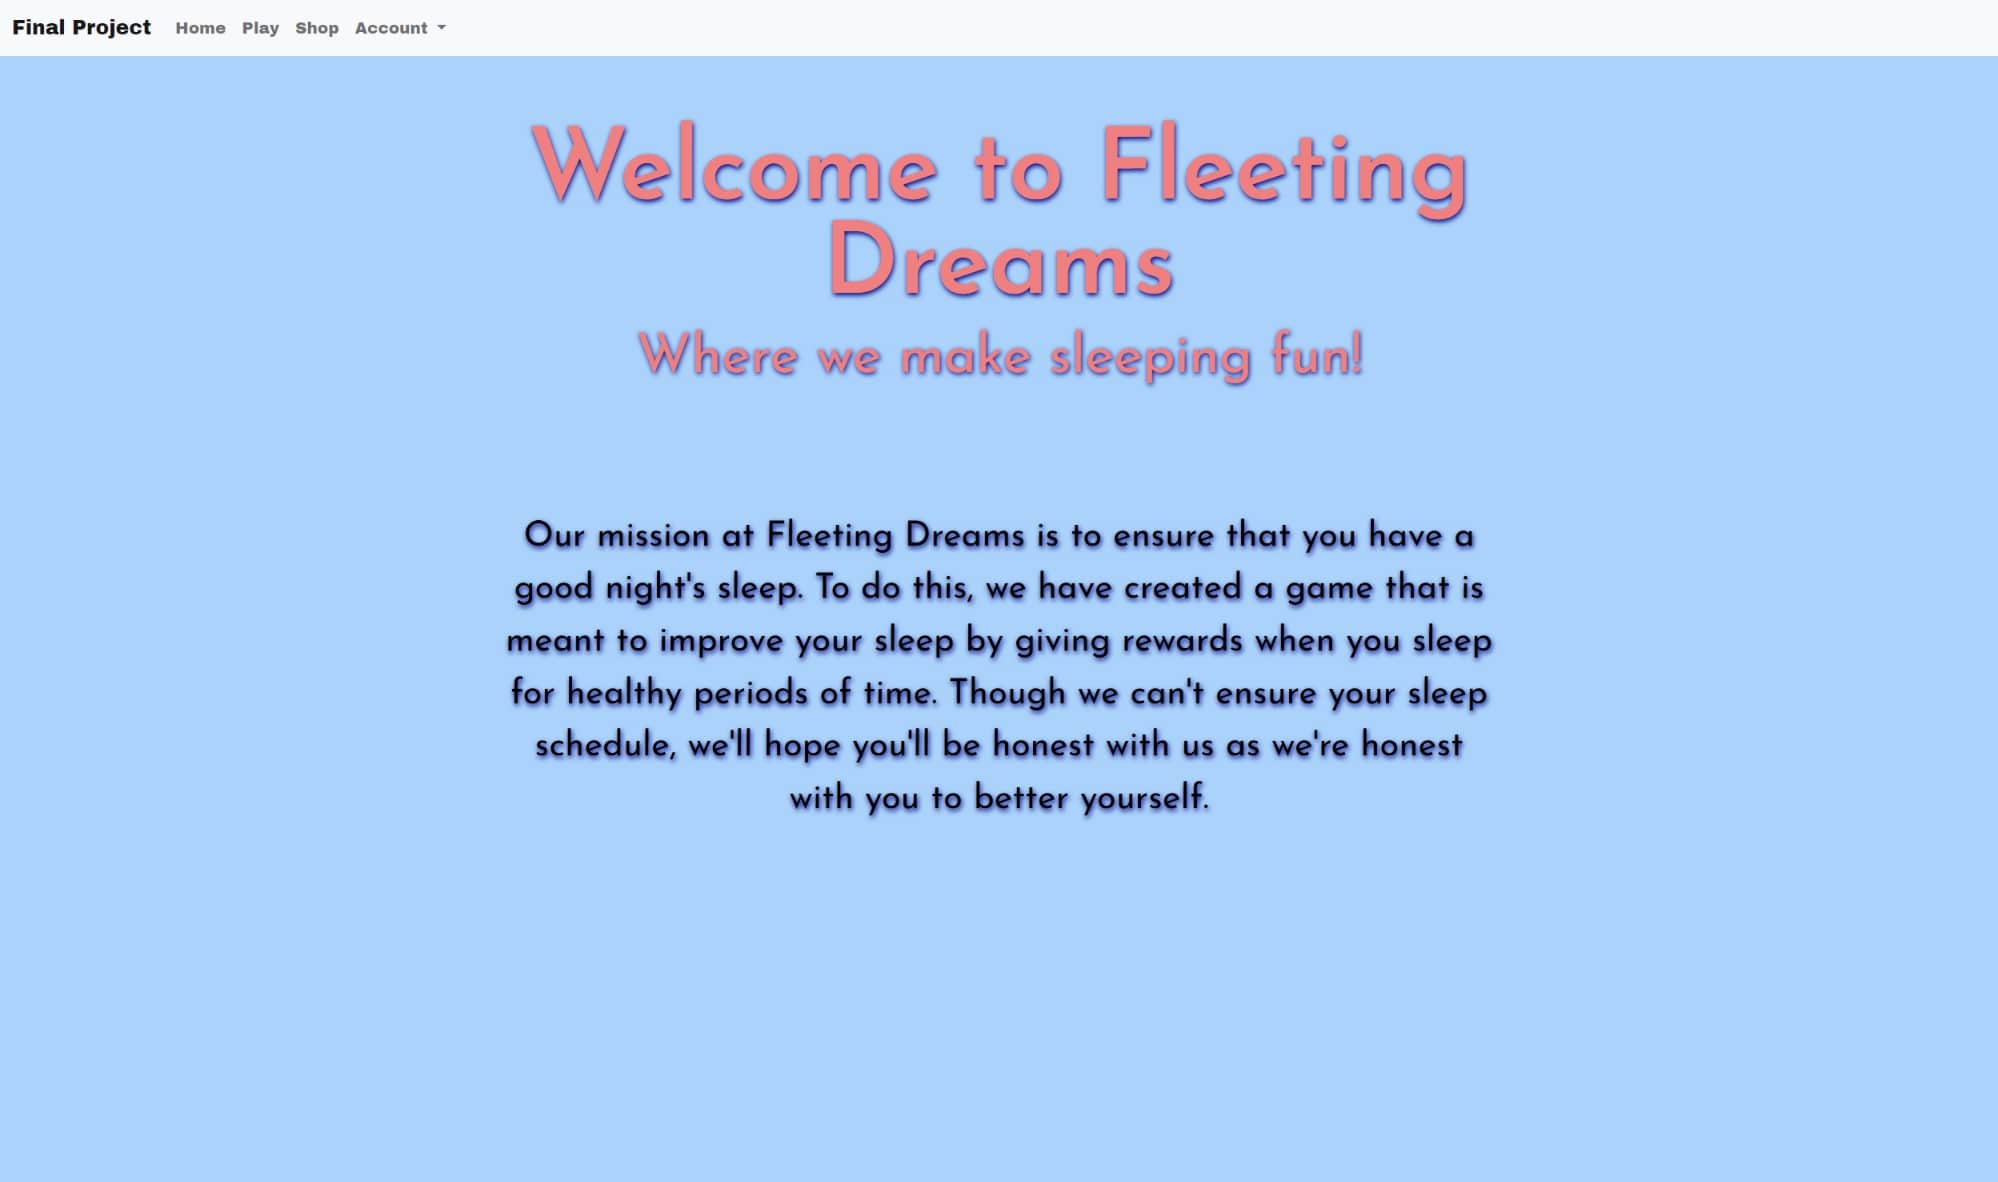 Final Project Home Play Shop Account
Welcome to Fleeting
Dreams
Where we make sleeping fun!
Our mission at Fleeting Dreams is to ensure that you have a
good night's sleep. To do this, we have created a game that is
meant to improve your sleep by giving rewards when you sleep
for healthy periods of time. Though we can't ensure your sleep
schedule, we'll hope you'll be honest with us as we're honest
with you to better yourself.